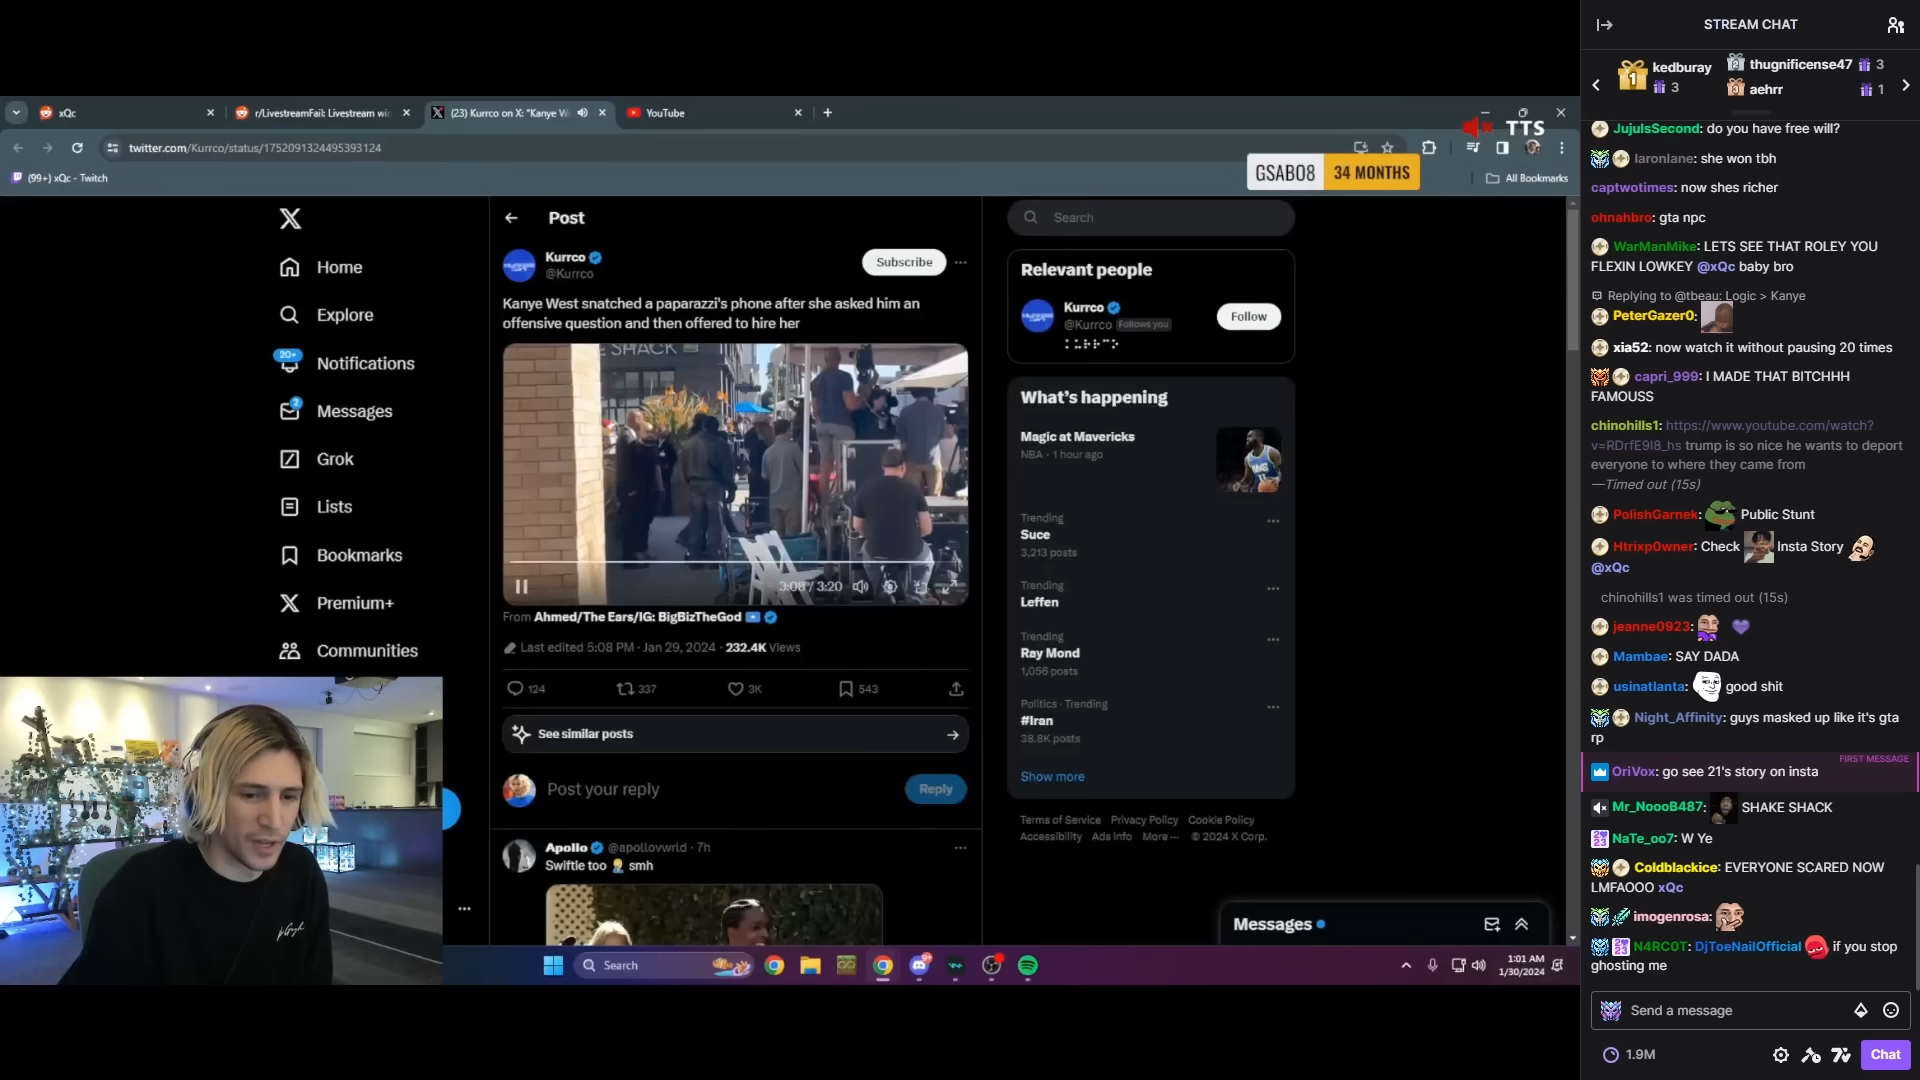 xQc
r/LivestreamFail: Livestream wi
(23) Kurrco on X: "Kanye W
YouTube
TTS
twitter.com/Kurrco/status/1752091324495393124
GSAB08 34 MONTHS
(99+) xQc - Twitch
All Bookmarks
Home
Explore
20+
Notifications
2
Messages
Grok
Lists
Bookmarks
Premium+
Communities
Post
Kurrco
@Kurrco
Subscribe
Kanye West snatched a paparazzi's phone after she asked him an
offensive question and then offered to hire her
E SHACK
3:08 / 3:20
From Ahmed/The Ears/IG: BigBizTheGod
Last edited 5:08 PM · Jan 29, 2024 · 232.4K Views
124 337 3K 543
See similar posts
Post your reply
Reply
Apollo @apollovwrld · 7h
Swiftie too smh
Search
Relevant people
Kurrco
@Kurrco Follows you
Follow
What's happening
Magic at Mavericks
NBA · 1 hour ago
Trending
Suce
3,213 posts
Trending
Leffen
Trending
Ray Mond
1,056 posts
Politics · Trending
#Iran
38.8K posts
Show more
Terms of Service Privacy Policy Cookie Policy
Accessibility Ads info More ··· © 2024 X Corp.
Messages
Search
1:01 AM
1/30/2024
STREAM CHAT
1 kedburay
3
thugnificense47 3
aehrr 1
JujuIsSecond: do you have free will?
laronlane: she won tbh
captwotimes: now shes richer
ohnahbro: gta npc
WarManMike: LETS SEE THAT ROLEY YOU
FLEXIN LOWKEY @xQc baby bro
Replying to @tbeau: Logic > Kanye
PeterGazer0:
xia52: now watch it without pausing 20 times
capri_999: I MADE THAT BITCHHH
FAMOUSS
chinohills1: https://www.youtube.com/watch?
v=RDrfE9I8_hs trump is so nice he wants to deport
everyone to where they came from
—Timed out (15s)
PolishGarnek: Public Stunt
Htrixp0wner: Check Insta Story
@xQc
chinohills1 was timed out (15s)
jeanne0923:
Mambae: SAY DADA
usinatlanta: good shit
Night_Affinity: guys masked up like it's gta
rp
FIRST MESSAGE
OriVox: go see 21's story on insta
Mr_NoooB487: SHAKE SHACK
NaTe_oo7: W Ye
Coldblackice: EVERYONE SCARED NOW
LMFAOOO xQc
imogenrosa:
N4RC0T: DjToeNailOfficial if you stop
ghosting me
Send a message
1.9M
Chat